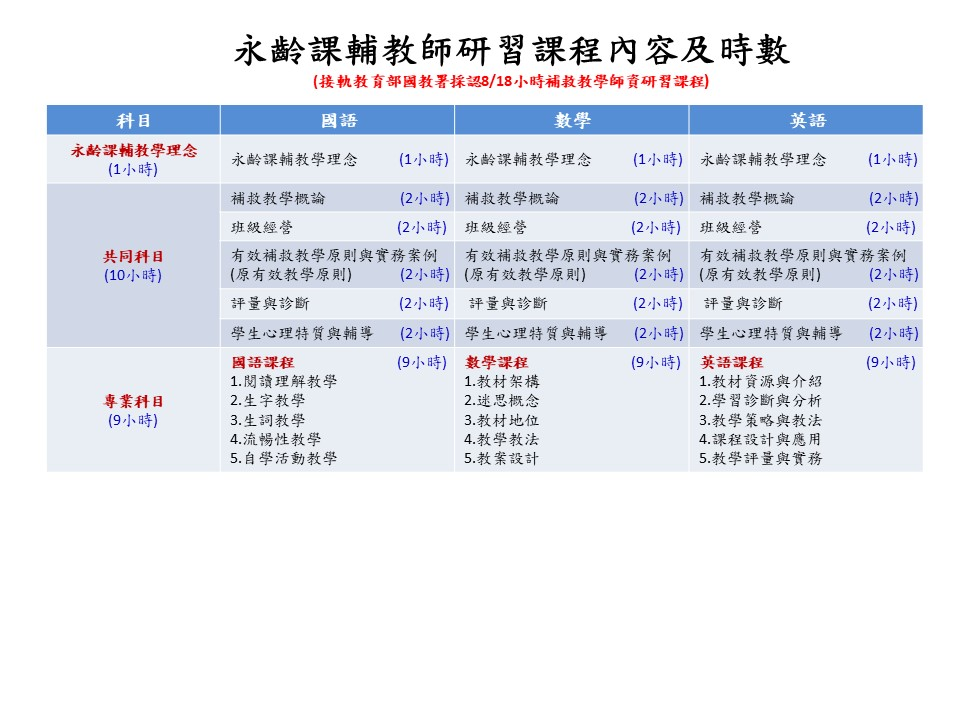 永齡課輔教師研習課程內容及時數
(接軌教育部國教署採認8/18小時補救教學師資研習課程)
科目 國語 數學 英語
永齡課輔教學理念
(1小時)
永齡課輔教學理念 (1小時) 永齡課輔教學理念 (1小時) 永齡課輔教學理念 (1小時)
共同科目
(10小時)
補救教學概論 (2小時) 補救教學概論 (2小時) 補救教學概論 (2小時)
班級經營 (2小時) 班級經營 (2小時) 班級經營 (2小時)
有效補救教學原則與實務案例 有效補救教學原則與實務案例 有效補救教學原則與實務案例
(原有效教學原則) (2小時) (原有效教學原則) (2小時) (原有效教學原則) (2小時)
評量與診斷 (2小時) 評量與診斷 (2小時) 評量與診斷 (2小時)
學生心理特質與輔導 (2小時) 學生心理特質與輔導 (2小時) 學生心理特質與輔導 (2小時)
專業科目
(9小時)
國語課程 (9小時)
1.閱讀理解教學
2.生字教學
3.生詞教學
4.流暢性教學
5.自學活動教學
數學課程 (9小時)
1.教材架構
2.迷思概念
3.教材地位
4.教學教法
5.教案設計
英語課程 (9小時)
1.教材資源與介紹
2.學習診斷與分析
3.教學策略與教法
4.課程設計與應用
5.教學評量與實務